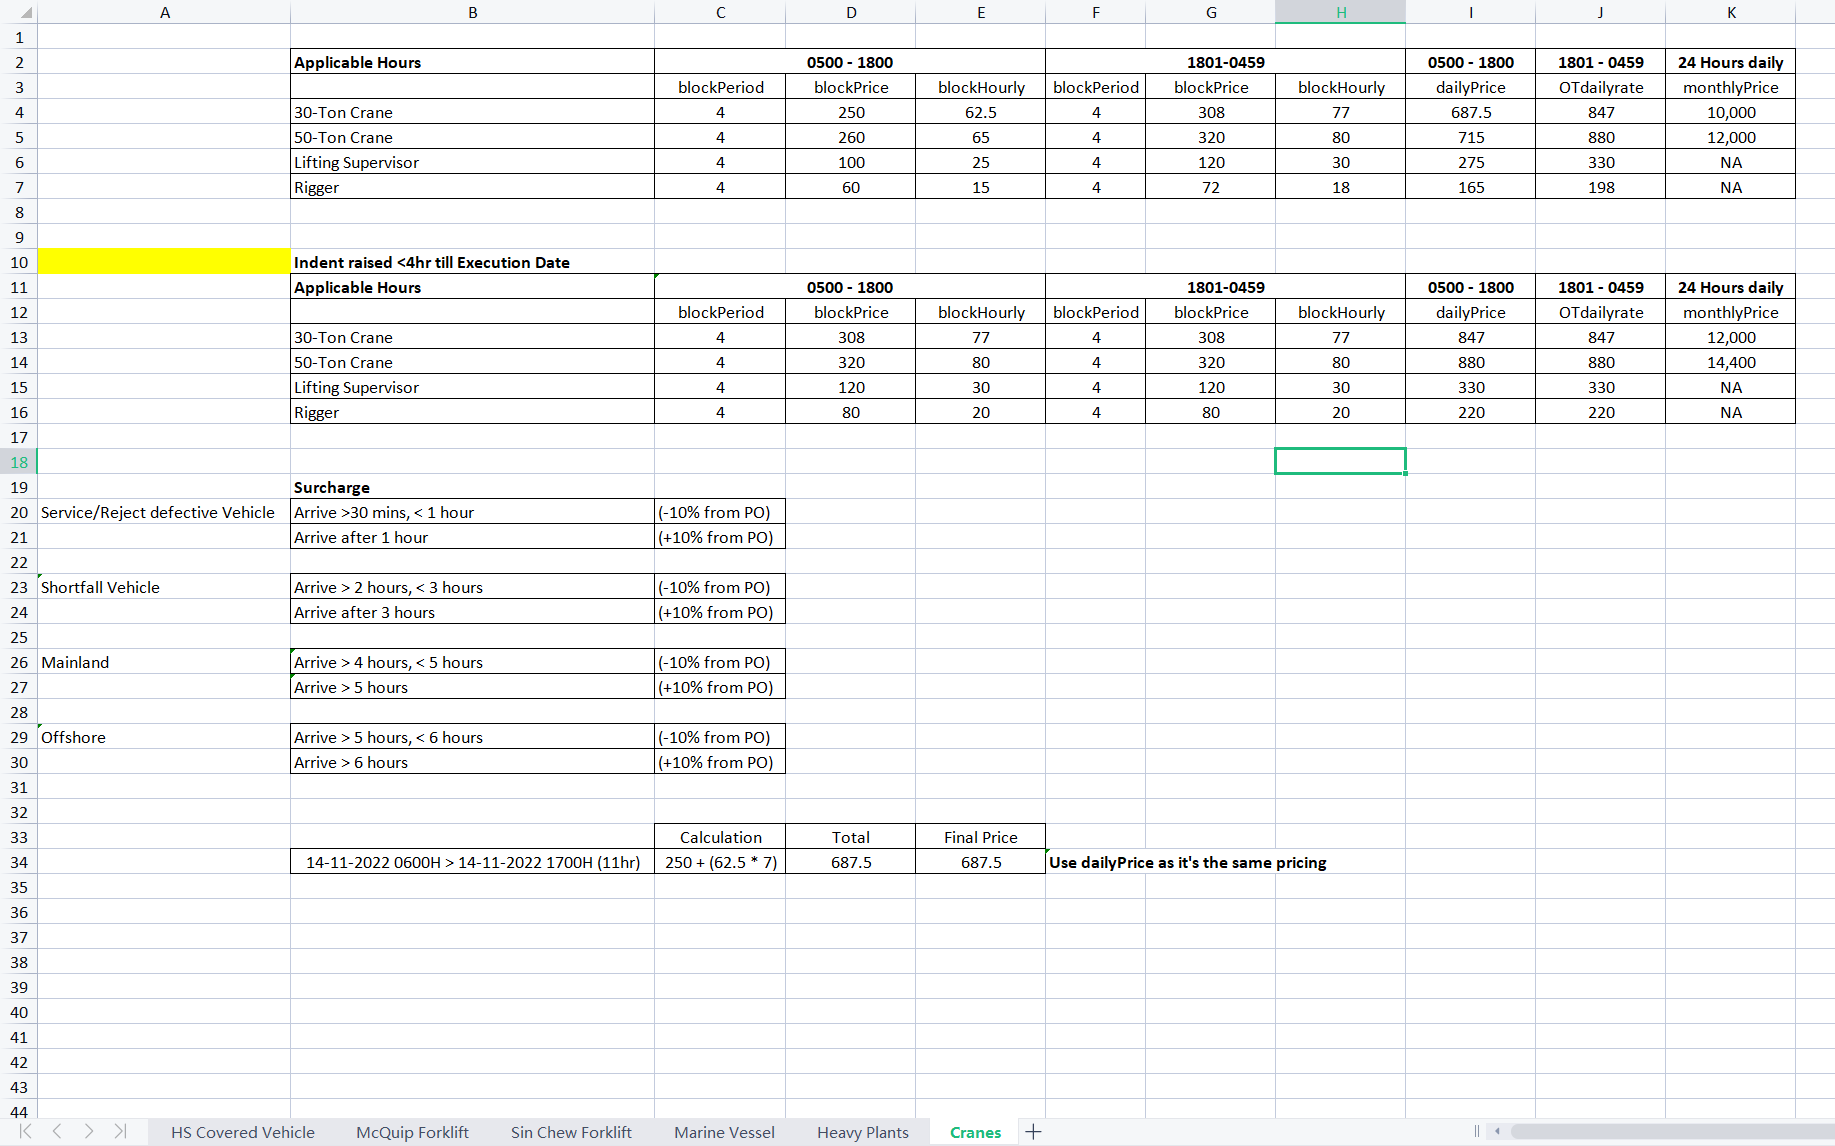 A B C D E F G H I J K
1
2 Applicable Hours 0500 - 1800 1801-0459 0500 - 1800 1801 - 0459 24 Hours daily
3 blockPeriod blockPrice blockHourly blockPeriod blockPrice blockHourly dailyPrice OTdailyrate monthlyPrice
4 30-Ton Crane 4 250 62.5 4 308 77 687.5 847 10,000
5 50-Ton Crane 4 260 65 4 320 80 715 880 12,000
6 Lifting Supervisor 4 100 25 4 120 30 275 330 NA
7 Rigger 4 60 15 4 72 18 165 198 NA
8
9
10 Indent raised <4hr till Execution Date
11 Applicable Hours 0500 - 1800 1801-0459 0500 - 1800 1801 - 0459 24 Hours daily
12 blockPeriod blockPrice blockHourly blockPeriod blockPrice blockHourly dailyPrice OTdailyrate monthlyPrice
13 30-Ton Crane 4 308 77 4 308 77 847 847 12,000
14 50-Ton Crane 4 320 80 4 320 80 880 880 14,400
15 Lifting Supervisor 4 120 30 4 120 30 330 330 NA
16 Rigger 4 80 20 4 80 20 220 220 NA
17
18
19 Surcharge
20 Service/Reject defective Vehicle Arrive >30 mins, < 1 hour (-10% from PO)
21 Arrive after 1 hour (+10% from PO)
22
23 Shortfall Vehicle Arrive > 2 hours, < 3 hours (-10% from PO)
24 Arrive after 3 hours (+10% from PO)
25
26 Mainland Arrive > 4 hours, < 5 hours (-10% from PO)
27 Arrive > 5 hours (+10% from PO)
28
29 Offshore Arrive > 5 hours, < 6 hours (-10% from PO)
30 Arrive > 6 hours (+10% from PO)
31
32
33 Calculation Total Final Price
34 14-11-2022 0600H > 14-11-2022 1700H (11hr) 250 + (62.5 * 7) 687.5 687.5 Use dailyPrice as it's the same pricing
35
36
37
38
39
40
41
42
43
44
HS Covered Vehicle McQuip Forklift Sin Chew Forklift Marine Vessel Heavy Plants Cranes +